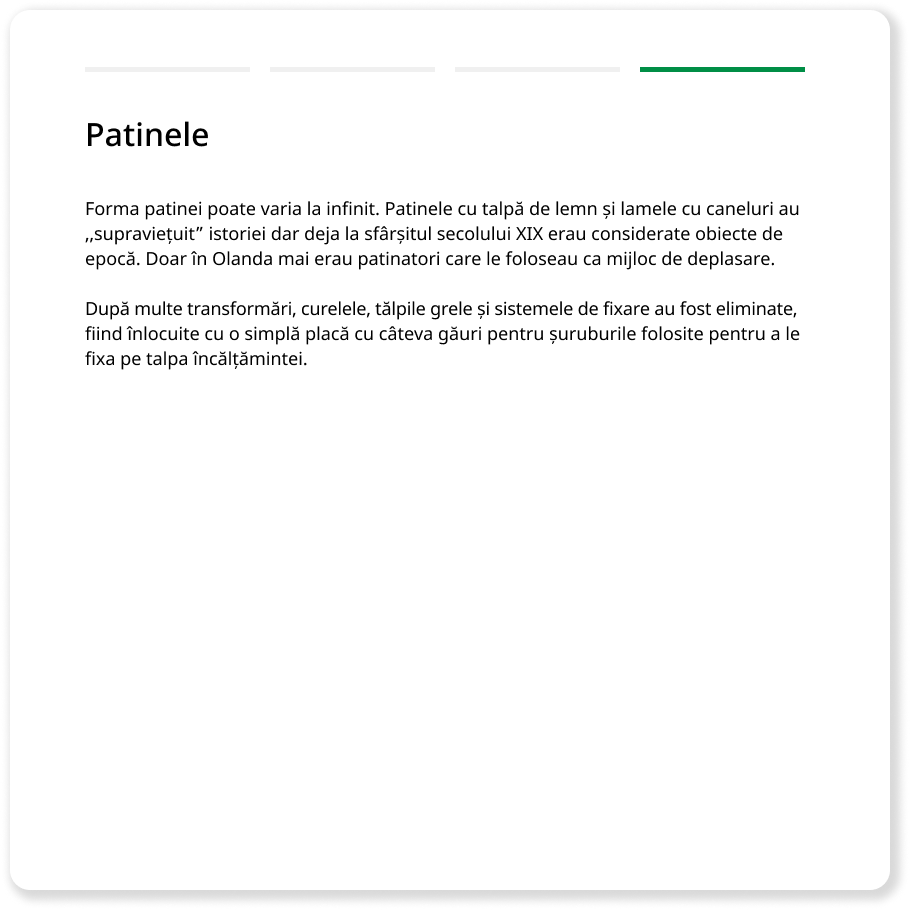 Patinele
Forma patinei poate varia la infinit. Patinele cu talpă de lemn și lamele cu caneluri au
,,supraviețuit” istoriei dar deja la sfârșitul secolului XIX erau considerate obiecte de
epocă. Doar în Olanda mai erau patinatori care le foloseau ca mijloc de deplasare.
După multe transformări, curelele, tălpile grele și sistemele de fixare au fost eliminate,
fiind înlocuite cu o simplă placă cu câteva găuri pentru șuruburile folosite pentru a le
fixa pe talpa încălțămintei.